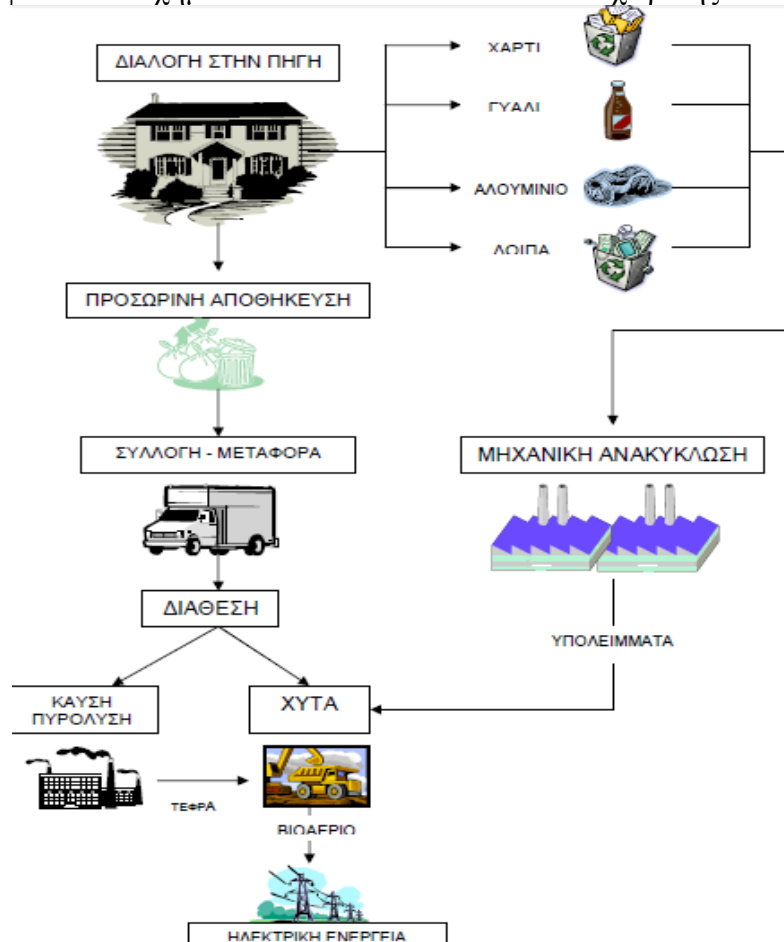 ΔΙΑΛΟΓΗ ΣΤΗΝ ΠΗΓΗ
ΧΑΡΤΙ
ΓΥΑΛΙ
ΑΛΟΥΜΙΝΙΟ
ΛΟΙΠΑ
ΠΡΟΣΩΡΙΝΗ ΑΠΟΘΗΚΕΥΣΗ
ΣΥΛΛΟΓΗ - ΜΕΤΑΦΟΡΑ
ΜΗΧΑΝΙΚΗ ΑΝΑΚΥΚΛΩΣΗ
ΔΙΑΘΕΣΗ
ΥΠΟΛΕΙΜΜΑΤΑ
ΚΑΥΣΗ
ΠΥΡΟΛΥΣΗ
ΧΥΤΑ
ΤΕΦΡΑ
ΒΙΟΑΕΡΙΟ
ΗΛΕΚΤΡΙΚΗ ΕΝΕΡΓΕΙΑ